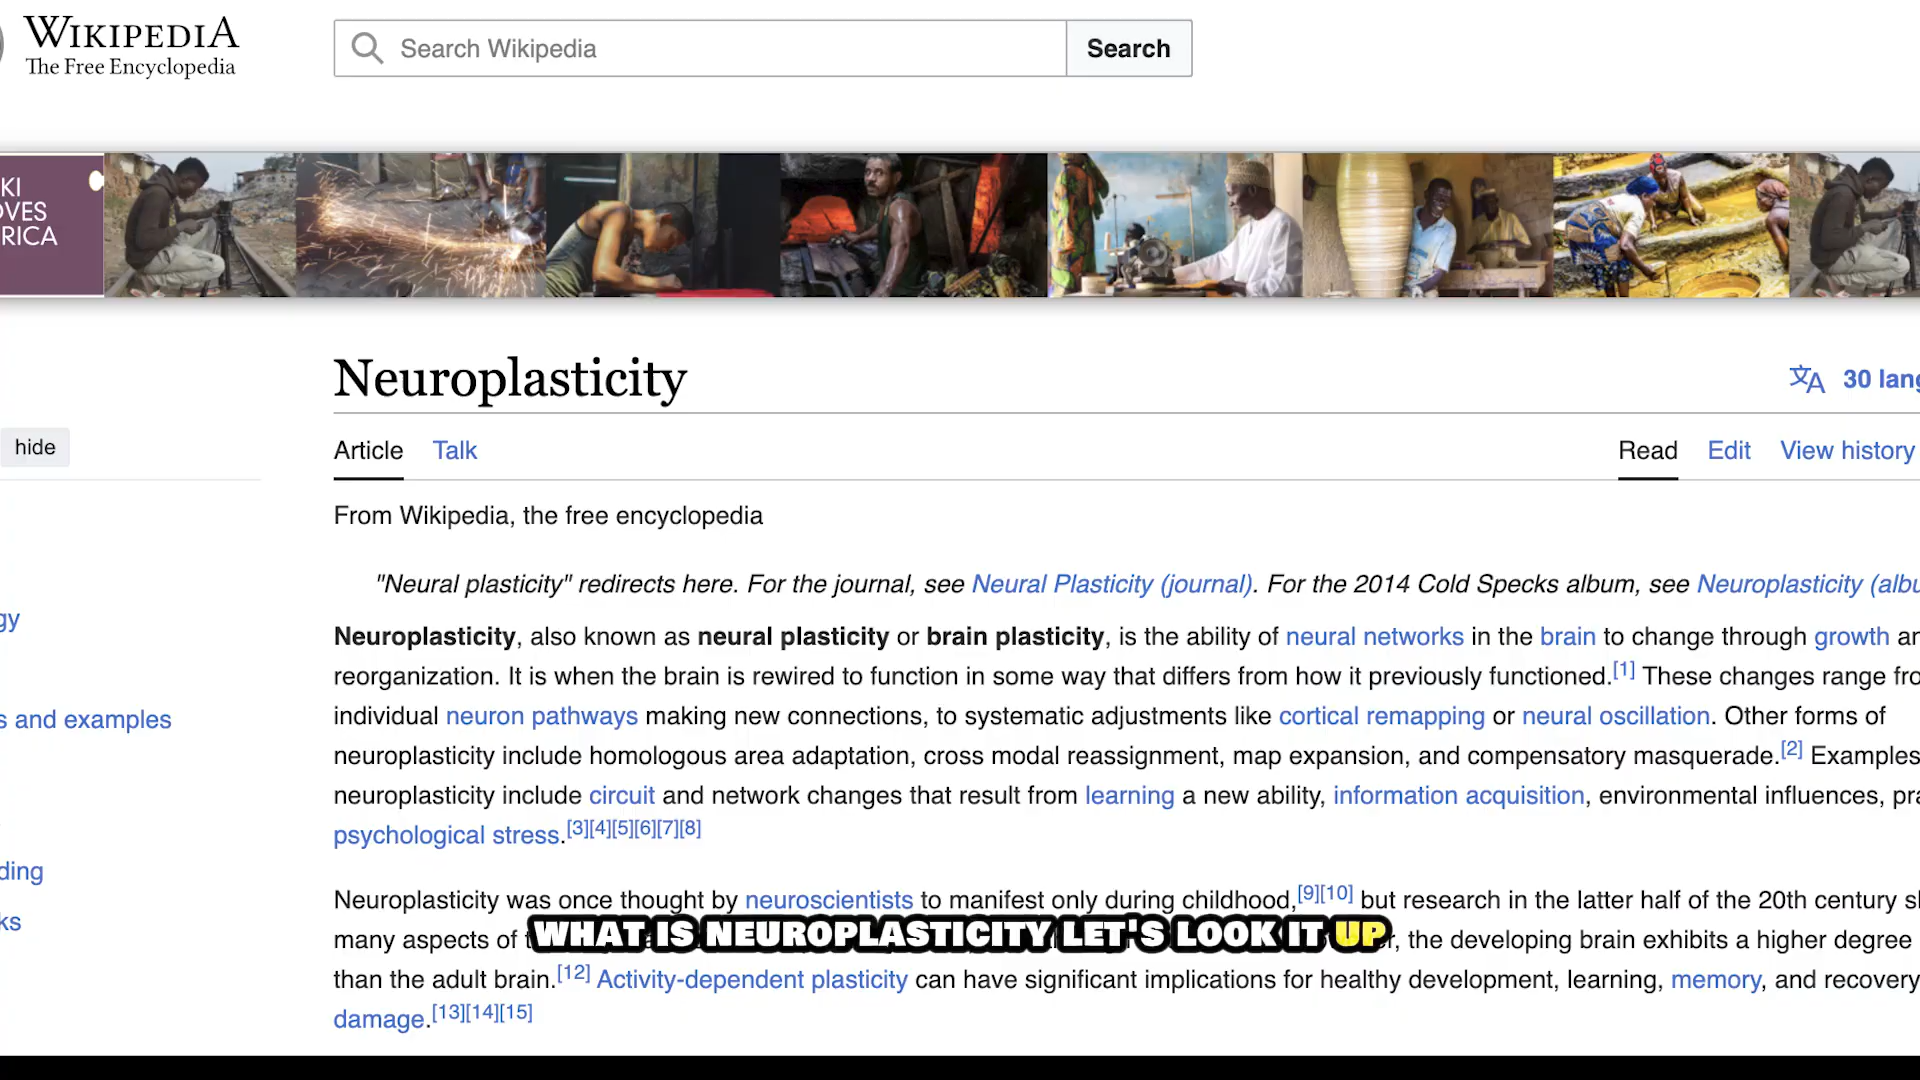 WIKIPEDIA
The Free Encyclopedia
Search Wikipedia
Search
KI
OVES
RICA
Neuroplasticity
30 lang
hide
Article Talk
Read Edit View history
From Wikipedia, the free encyclopedia
"Neural plasticity" redirects here. For the journal, see Neural Plasticity (journal). For the 2014 Cold Specks album, see Neuroplasticity (albu
gy
Neuroplasticity, also known as neural plasticity or brain plasticity, is the ability of neural networks in the brain to change through growth an
reorganization. It is when the brain is rewired to function in some way that differs from how it previously functioned.[1] These changes range fro
s and examples
individual neuron pathways making new connections, to systematic adjustments like cortical remapping or neural oscillation. Other forms of
neuroplasticity include homologous area adaptation, cross modal reassignment, map expansion, and compensatory masquerade.[2] Examples
neuroplasticity include circuit and network changes that result from learning a new ability, information acquisition, environmental influences, pra
psychological stress.[3][4][5][6][7][8]
ding
ks
Neuroplasticity was once thought by neuroscientists to manifest only during childhood,[9][10] but research in the latter half of the 20th century s
many aspects of
WHAT IS NEUROPLASTICITY LET'S LOOK IT UP
, the developing brain exhibits a higher degree
than the adult brain.[12] Activity-dependent plasticity can have significant implications for healthy development, learning, memory, and recovery
damage.[13][14][15]